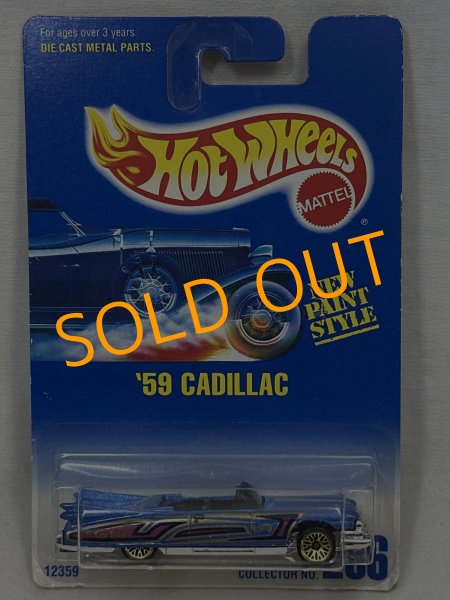 For ages over 3 years.
DIE CAST METAL PARTS.
HOT WHEELS
MATTEL
®
SOLD OUT
NEW
PAINT
STYLE
'59 CADILLAC
12359
COLLECTOR NO.